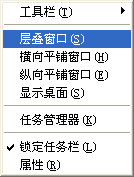 工具栏(T)
层叠窗口(S)
横向平铺窗口(H)
纵向平铺窗口(E)
显示桌面(S)
任务管理器(K)
锁定任务栏(L)
属性(R)